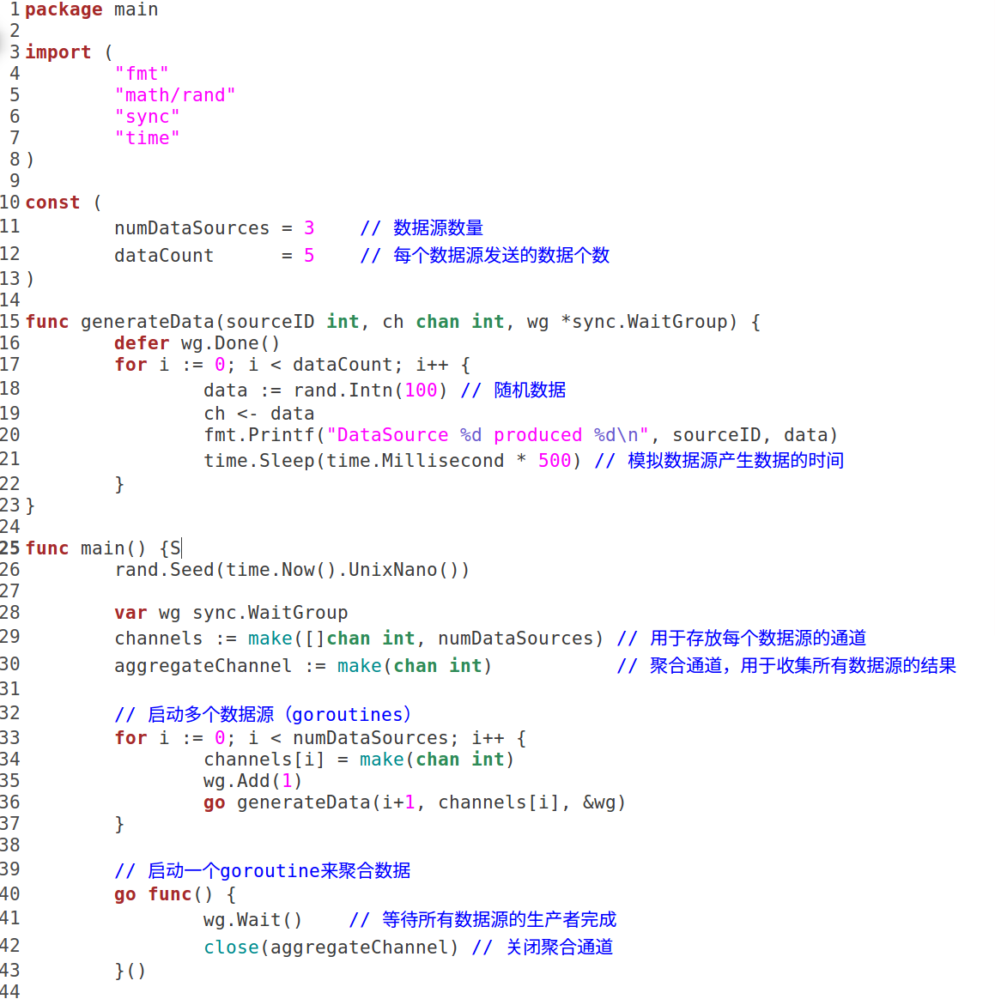 1 package main
2
3 import (
4         "fmt"
5         "math/rand"
6         "sync"
7         "time"
8 )
9
10 const (
11         numDataSources = 3    // 数据源数量
12         dataCount      = 5    // 每个数据源发送的数据个数
13 )
14
15 func generateData(sourceID int, ch chan int, wg *sync.WaitGroup) {
16         defer wg.Done()
17         for i := 0; i < dataCount; i++ {
18                 data := rand.Intn(100) // 随机数据
19                 ch <- data
20                 fmt.Printf("DataSource %d produced %d\n", sourceID, data)
21                 time.Sleep(time.Millisecond * 500) // 模拟数据源产生数据的时间
22         }
23 }
24
25 func main() {S
26         rand.Seed(time.Now().UnixNano())
27
28         var wg sync.WaitGroup
29         channels := make([]chan int, numDataSources) // 用于存放每个数据源的通道
30         aggregateChannel := make(chan int)           // 聚合通道，用于收集所有数据源的结果
31
32         // 启动多个数据源（goroutines）
33         for i := 0; i < numDataSources; i++ {
34                 channels[i] = make(chan int)
35                 wg.Add(1)
36                 go generateData(i+1, channels[i], &wg)
37         }
38
39         // 启动一个goroutine来聚合数据
40         go func() {
41                 wg.Wait()    // 等待所有数据源的生产者完成
42                 close(aggregateChannel) // 关闭聚合通道
43         }()
44